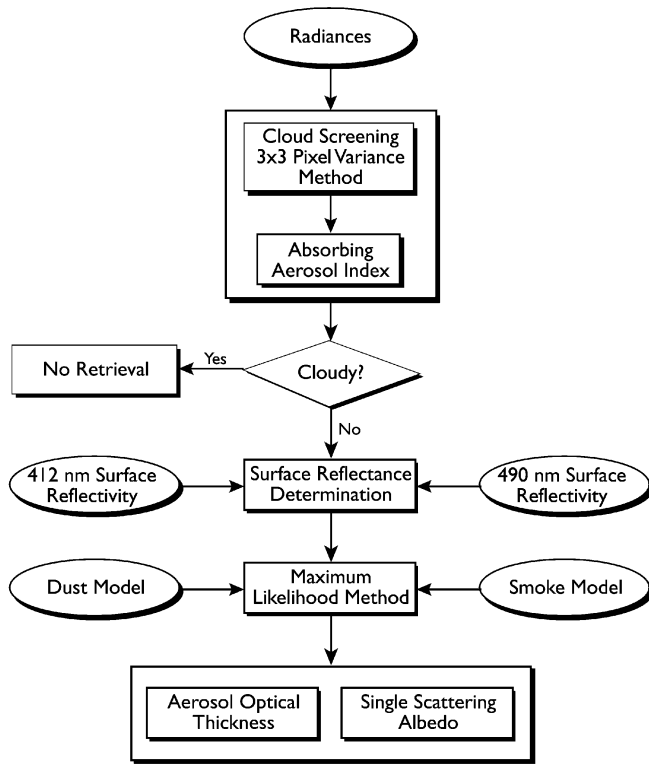 Radiances
Cloud Screening
3x3 Pixel Variance
Method
Absorbing
Aerosol Index
No Retrieval
Yes
Cloudy?
No
412 nm Surface
Reflectivity
Surface Reflectance
Determination
490 nm Surface
Reflectivity
Dust Model
Maximum
Likelihood Method
Smoke Model
Aerosol Optical
Thickness
Single Scattering
Albedo